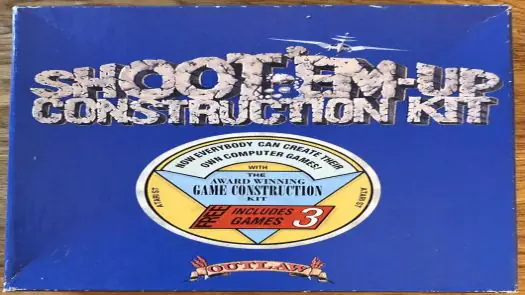 SHOOT-'EM-UP
CONSTRUCTION KIT
NOW EVERYBODY CAN CREATE THEIR
OWN COMPUTER GAMES!
WITH
THE
AWARD WINNING
GAME CONSTRUCTION
KIT
ATARI ST
ATARI ST
FREE
INCLUDES
GAMES
3
OUTLAW